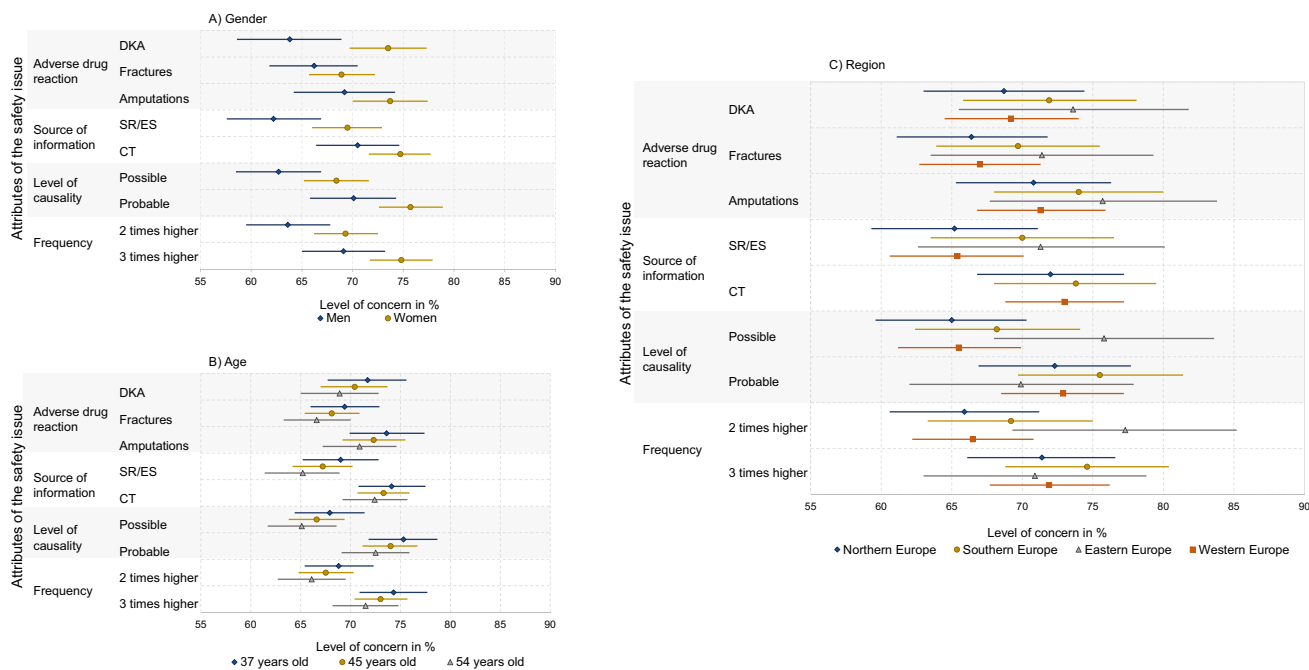 A) Gender
Attributes of the safety issue
Adverse drug
reaction
DKA
Fractures
Amputations
Source of
information
SR/ES
CT
Level of
causality
Possible
Probable
Frequency
2 times higher
3 times higher
55 60 65 70 75 80 85 90
Level of concern in %
Men Women
B) Age
Attributes of the safety issue
Adverse drug
reaction
DKA
Fractures
Amputations
Source of
information
SR/ES
CT
Level of
causality
Possible
Probable
Frequency
2 times higher
3 times higher
55 60 65 70 75 80 85 90
Level of concern in %
37 years old 45 years old 54 years old
C) Region
Attributes of the safety issue
Adverse drug
reaction
DKA
Fractures
Amputations
Source of
information
SR/ES
CT
Level of
causality
Possible
Probable
Frequency
2 times higher
3 times higher
55 60 65 70 75 80 85 90
Level of concern in %
Northern Europe Southern Europe Eastern Europe Western Europe